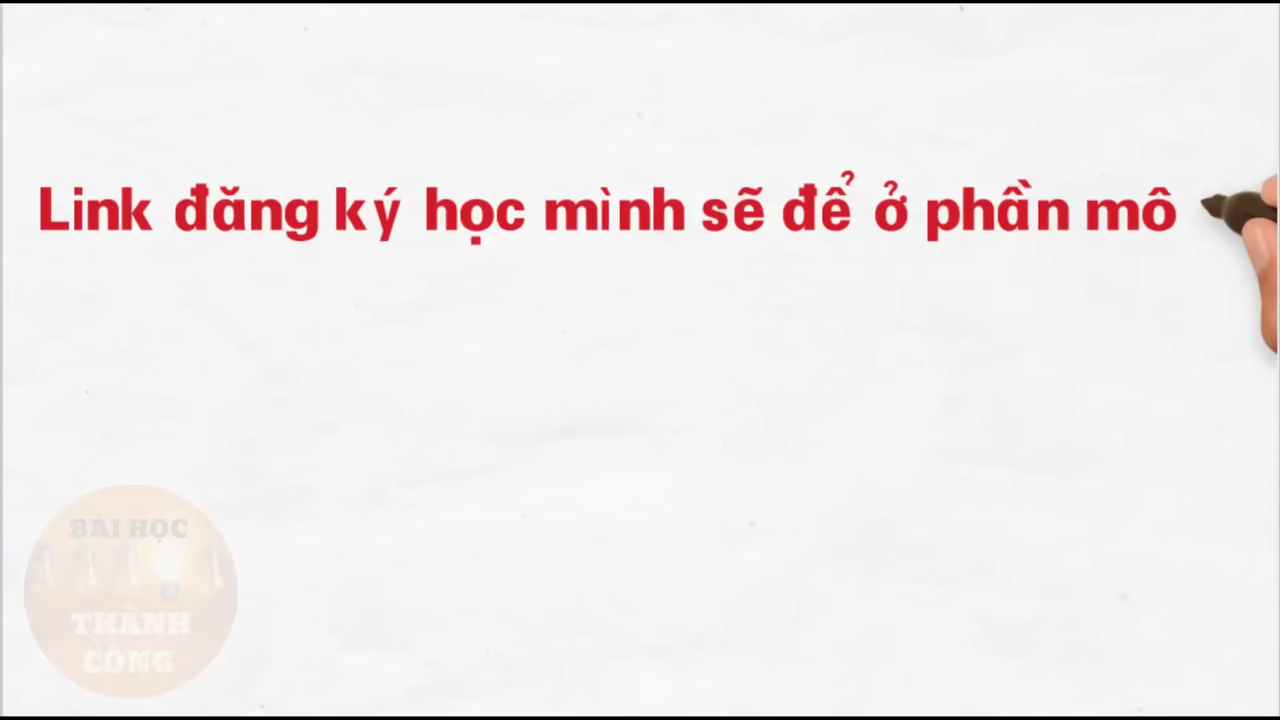 Link đăng ký học mình sẽ để ở phần mô
BÀI HỌC
THÀNH
CÔNG